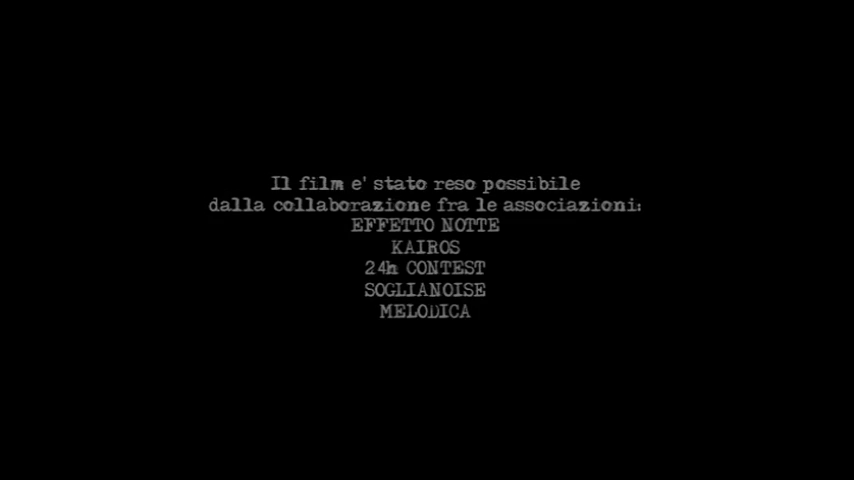 Il film e' stato reso possibile
dalla collaborazione fra le associazioni:
EFFETTO NOTTE
KAIROS
24h CONTEST
SOGLIANOISE
MELODICA